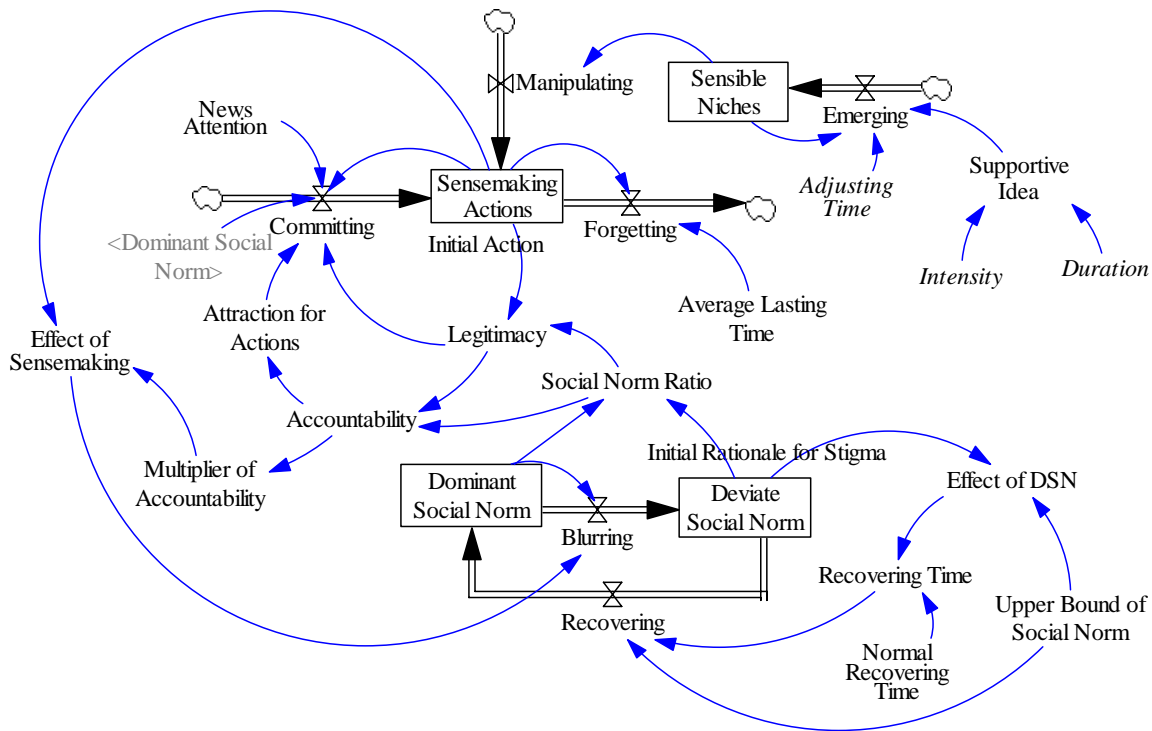 Manipulating
Sensible
Niches
Emerging
News
Attention
Supportive
Idea
Adjusting
Time
Sensemaking
Actions
Committing
Initial Action
Forgetting
<Dominant Social
Norm>
Intensity
Duration
Attraction for
Actions
Average Lasting
Time
Effect of
Sensemaking
Legitimacy
Social Norm Ratio
Accountability
Initial Rationale for Stigma
Multiplier of
Accountability
Dominant
Social Norm
Deviate
Social Norm
Effect of DSN
Blurring
Recovering Time
Recovering
Upper Bound of
Social Norm
Normal
Recovering
Time